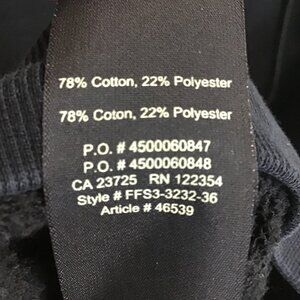 78% Cotton, 22% Polyester
78% Coton, 22% Polyester
P.O. # 4500060847
P.O. # 4500060848
CA 23725 RN 122354
Style # FFS3-3232-36
Article # 46539